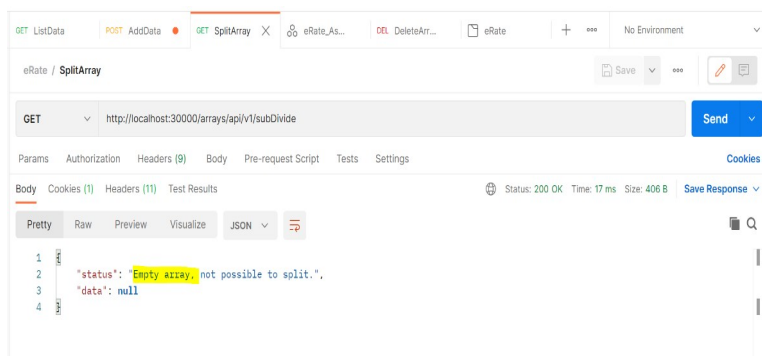 GET ListData POST AddData GET SplitArray eRate_As... DEL DeleteArr... eRate No Environment
eRate / SplitArray Save
GET http://localhost:30000/arrays/api/v1/subDivide Send
Params Authorization Headers (9) Body Pre-request Script Tests Settings Cookies
Body Cookies (1) Headers (11) Test Results Status: 200 OK Time: 17 ms Size: 406 B Save Response
Pretty Raw Preview Visualize JSON
1 {
2 "status": "Empty array, not possible to split.",
3 "data": null
4 }